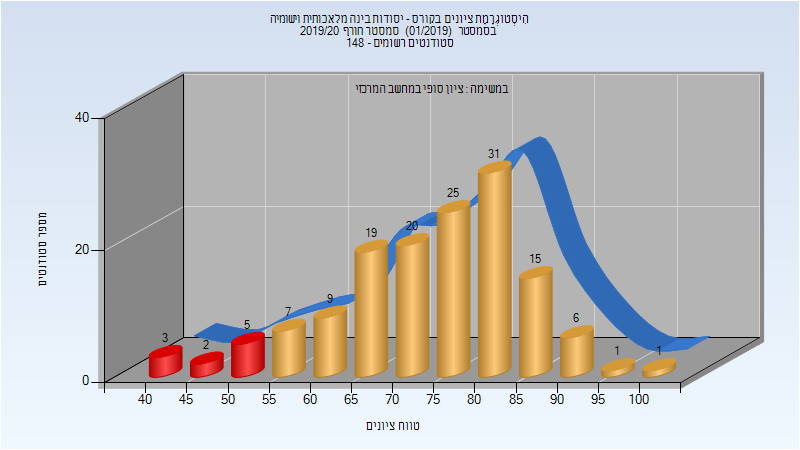 היסטוגרמת ציונים בקורס - יסודות בינה מלאכותית ושומיה
בסמסטר (01/2019) סמסטר חורף 2019/20
סטודנטים רשומים - 148
במשימה : ציון סופי במחשב המרכזי
מספר סטודנטים
40
20
0
3
2
5
7
9
19
20
25
31
15
6
1
1
40 45 50 55 60 65 70 75 80 85 90 95 100
טווח ציונים